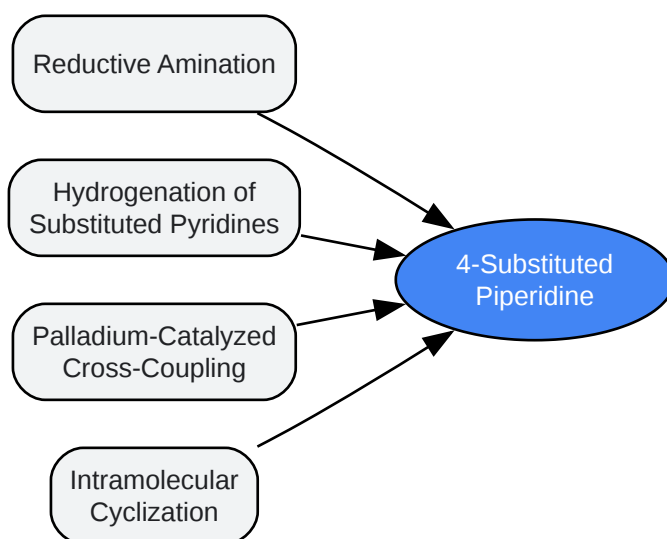 Reductive Amination
Hydrogenation of
Substituted Pyridines
4-Substituted
Piperidine
Palladium-Catalyzed
Cross-Coupling
Intramolecular
Cyclization